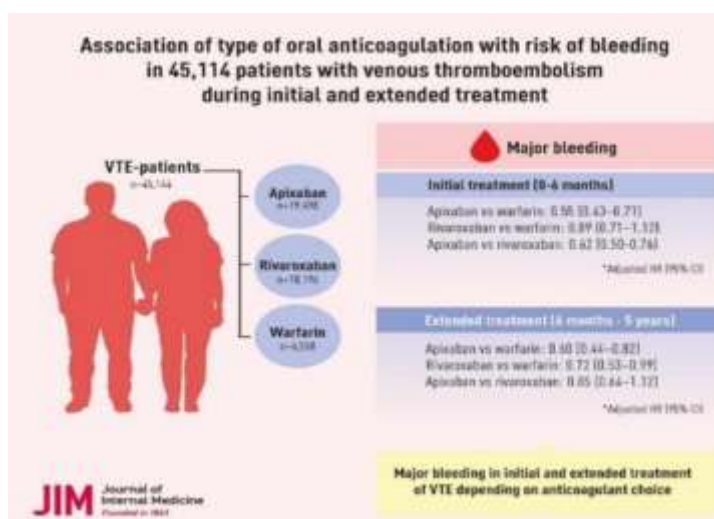 Association of type of oral anticoagulation with risk of bleeding
in 45,114 patients with venous thromboembolism
during initial and extended treatment
VTE-patients
Apixaban
Rivaroxaban
Warfarin
Major bleeding
Initial treatment (0-6 months)
Apixaban vs warfarin: 0.55 (0.43-0.71)
Rivaroxaban vs warfarin: 0.89 (0.71-1.12)
Apixaban vs rivaroxaban: 0.62 (0.50-0.76)
*Adjusted HR (95% CI)
Extended treatment (6 months - 5 years)
Apixaban vs warfarin: 0.60 (0.44-0.82)
Rivaroxaban vs warfarin: 0.72 (0.53-0.99)
Apixaban vs rivaroxaban: 0.85 (0.64-1.12)
*Adjusted HR (95% CI)
Major bleeding in initial and extended treatment
of VTE depending on anticoagulant choice
JIM
Journal of
Internal Medicine
Founded in 1863